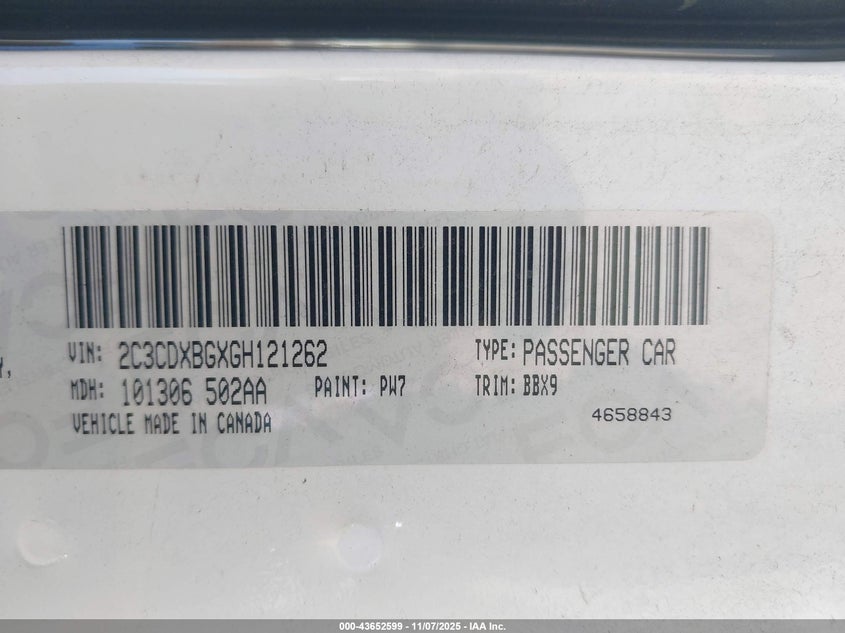 VIN: 2C3CDXBGXGH121262 TYPE: PASSENGER CAR
MDH: 101306 502AA PAINT: PW7 TRIM: BBX9
VEHICLE MADE IN CANADA 4658843
000-43652599 - 11/07/2025 - IAA Inc.